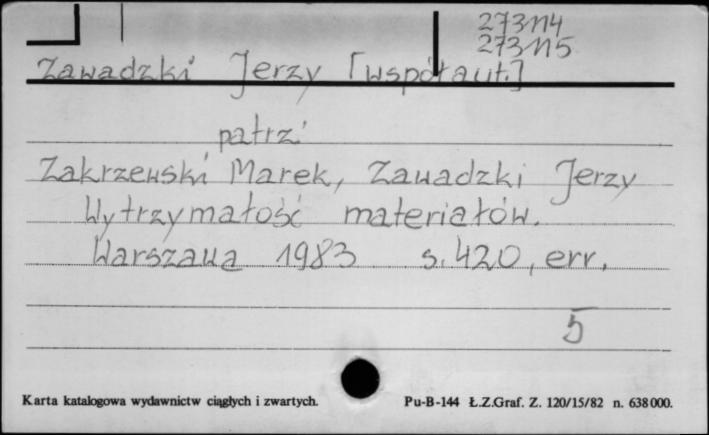 273114
273115
Zawadzki Jerzy [współaut.]
patrz:
Zakrzewski Marek, Zawadzki Jerzy
Wytrzymałość materiałów.
Warszawa 1983 s. 420, err.
5
Karta katalogowa wydawnictw ciągłych i zwartych. Pu-B-144 Ł.Z.Graf. Z. 120/15/82 n. 638000.